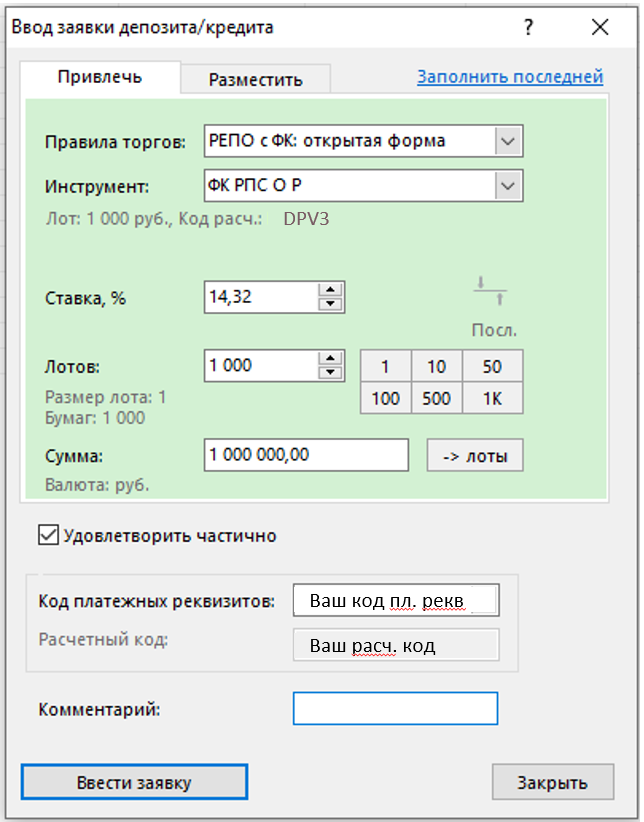 Ввод заявки депозита/кредита ? ×
Привлечь Разместить Заполнить последней
Правила торгов: РЕПО с ФК: открытая форма
Инструмент: ФК РПС О Р
Лот: 1 000 руб., Код расч.: DPV3
Ставка, % 14,32
Посл.
Лотов: 1 000 1 10 50
Размер лота: 1 100 500 1K
Бумаг: 1 000
Сумма: 1 000 000,00 -> лоты
Валюта: руб.
Удовлетворить частично
Код платежных реквизитов: Ваш код пл. рекв
Расчетный код: Ваш расч. код
Комментарий:
Ввести заявку Закрыть